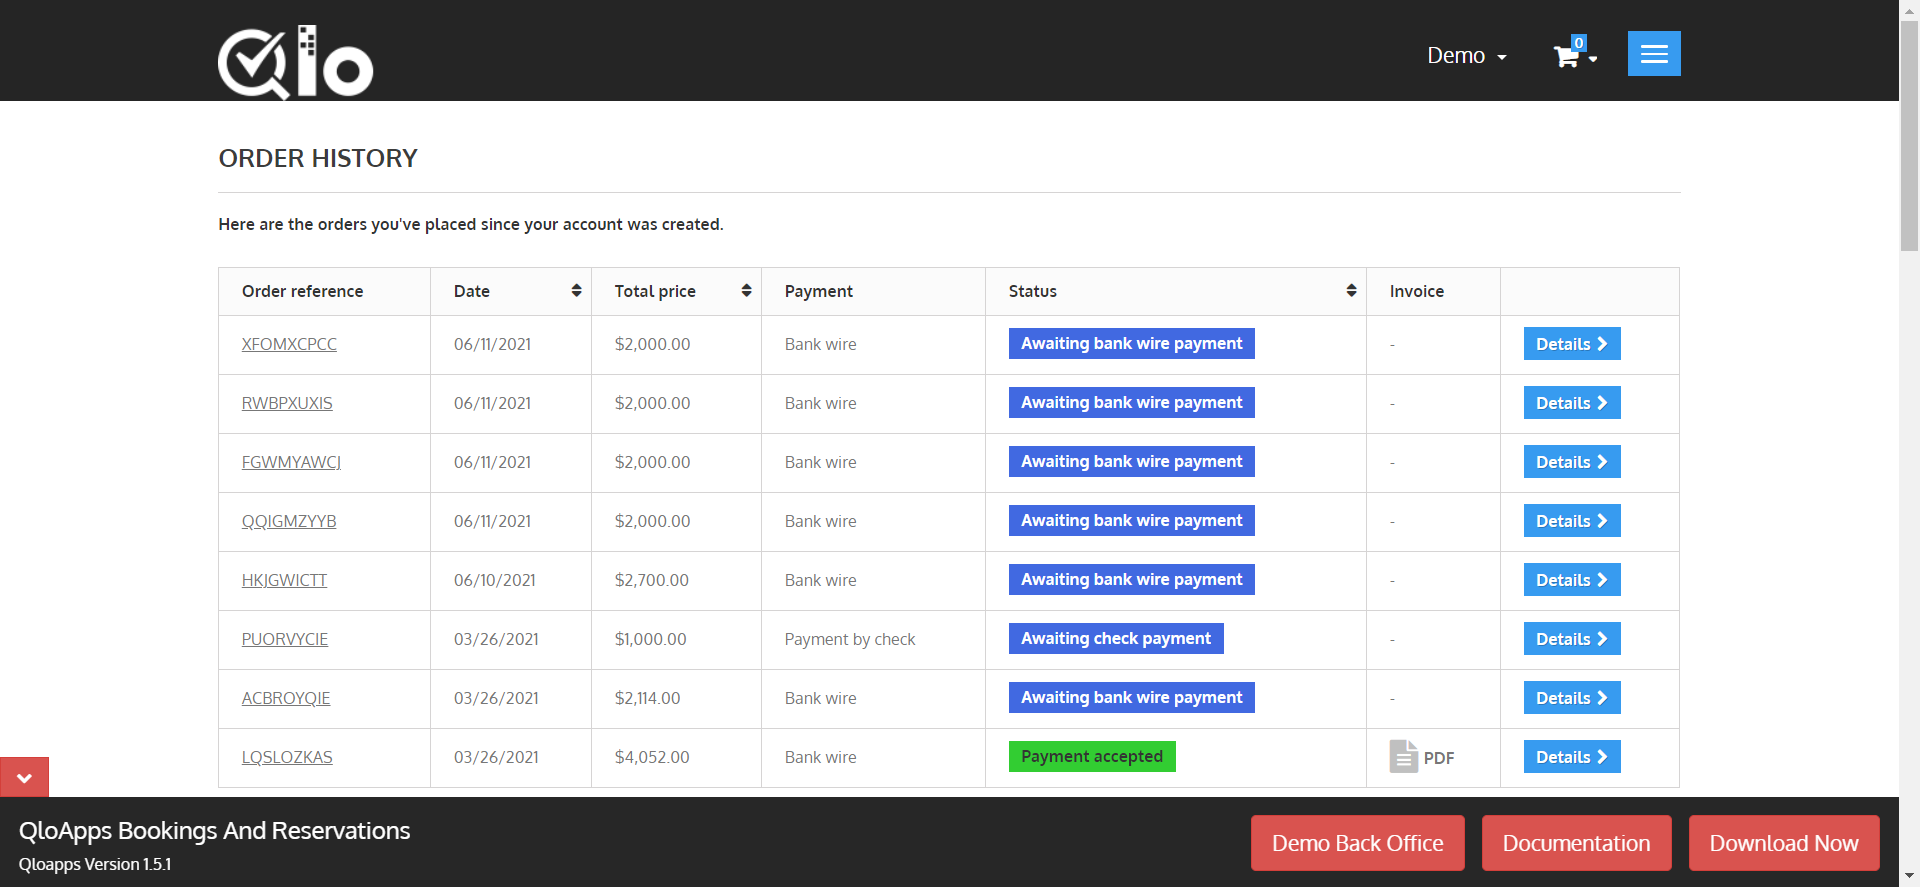 Qlo
Demo
0
ORDER HISTORY
Here are the orders you've placed since your account was created.
Order reference Date Total price Payment Status Invoice
XFOMXCPCC 06/11/2021 $2,000.00 Bank wire Awaiting bank wire payment - Details
RWBPXUXIS 06/11/2021 $2,000.00 Bank wire Awaiting bank wire payment - Details
FGWMYAWCJ 06/11/2021 $2,000.00 Bank wire Awaiting bank wire payment - Details
QQIGMZYYB 06/11/2021 $2,000.00 Bank wire Awaiting bank wire payment - Details
HKJGWICTT 06/10/2021 $2,700.00 Bank wire Awaiting bank wire payment - Details
PUORVYCIE 03/26/2021 $1,000.00 Payment by check Awaiting check payment - Details
ACBROYQIE 03/26/2021 $2,114.00 Bank wire Awaiting bank wire payment - Details
LQSLOZKAS 03/26/2021 $4,052.00 Bank wire Payment accepted PDF Details
QloApps Bookings And Reservations
Qloapps Version 1.5.1
Demo Back Office Documentation Download Now